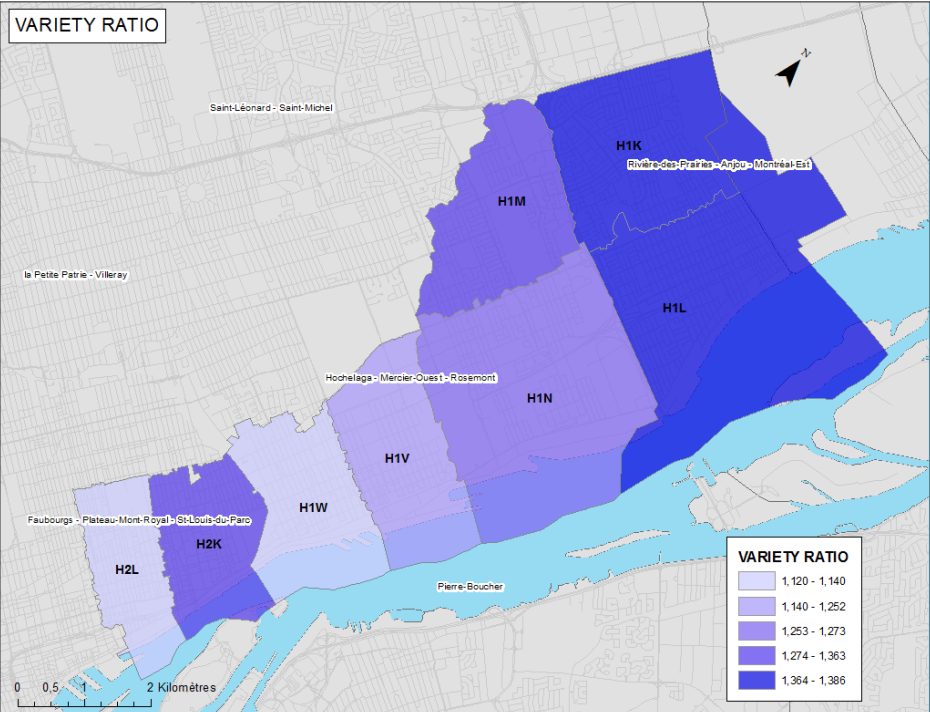 VARIETY RATIO
N
Saint-Léonard - Saint-Michel
H1K
Rivière-des-Prairies - Anjou - Montréal-Est
H1M
la Petite Patrie - Villeray
H1L
Hochelaga - Mercier-Ouest - Rosemont
H1N
H1V
H1W
Faubourgs - Plateau-Mont-Royal - St-Louis-du-Parc
H2K
H2L
Pierre-Boucher
VARIETY RATIO
1,120 - 1,140
1,140 - 1,252
1,253 - 1,273
1,274 - 1,363
1,364 - 1,386
0 0,5 1 2 Kilomètres